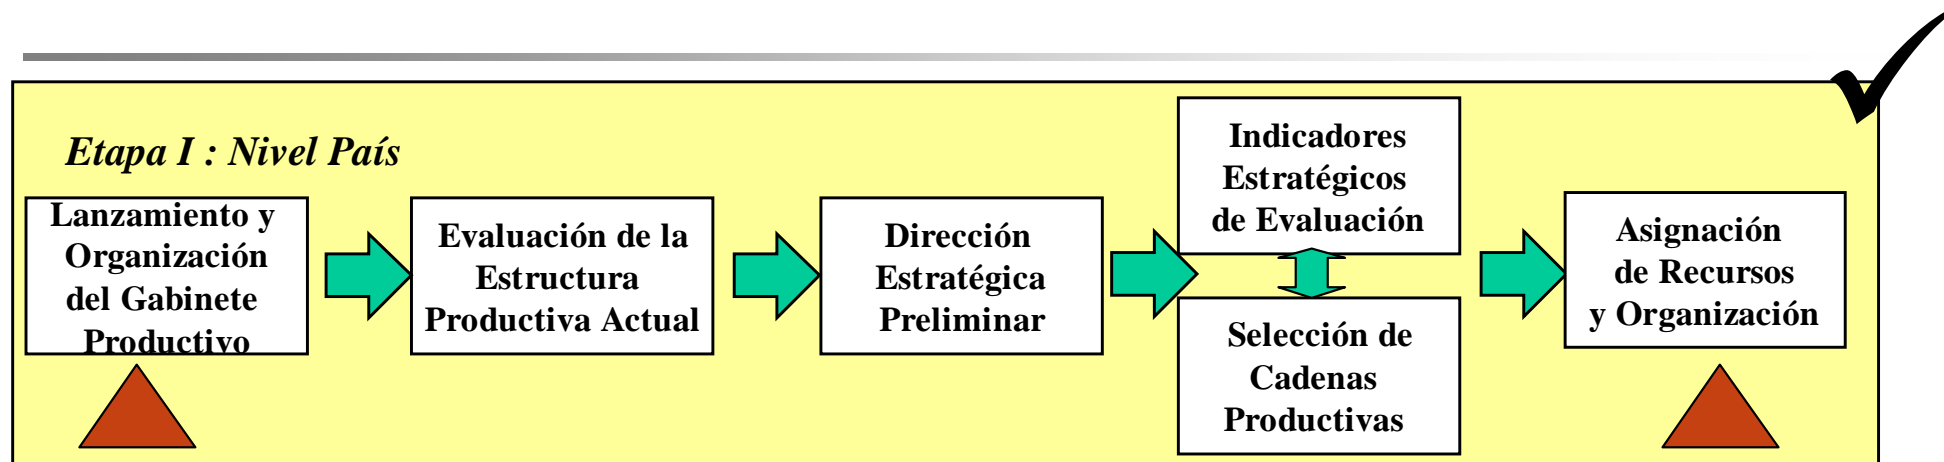 Etapa I : Nivel País
Lanzamiento y
Organización
del Gabinete
Productivo
Evaluación de la
Estructura
Productiva Actual
Dirección
Estratégica
Preliminar
Indicadores
Estratégicos
de Evaluación
Selección de
Cadenas
Productivas
Asignación
de Recursos
y Organización